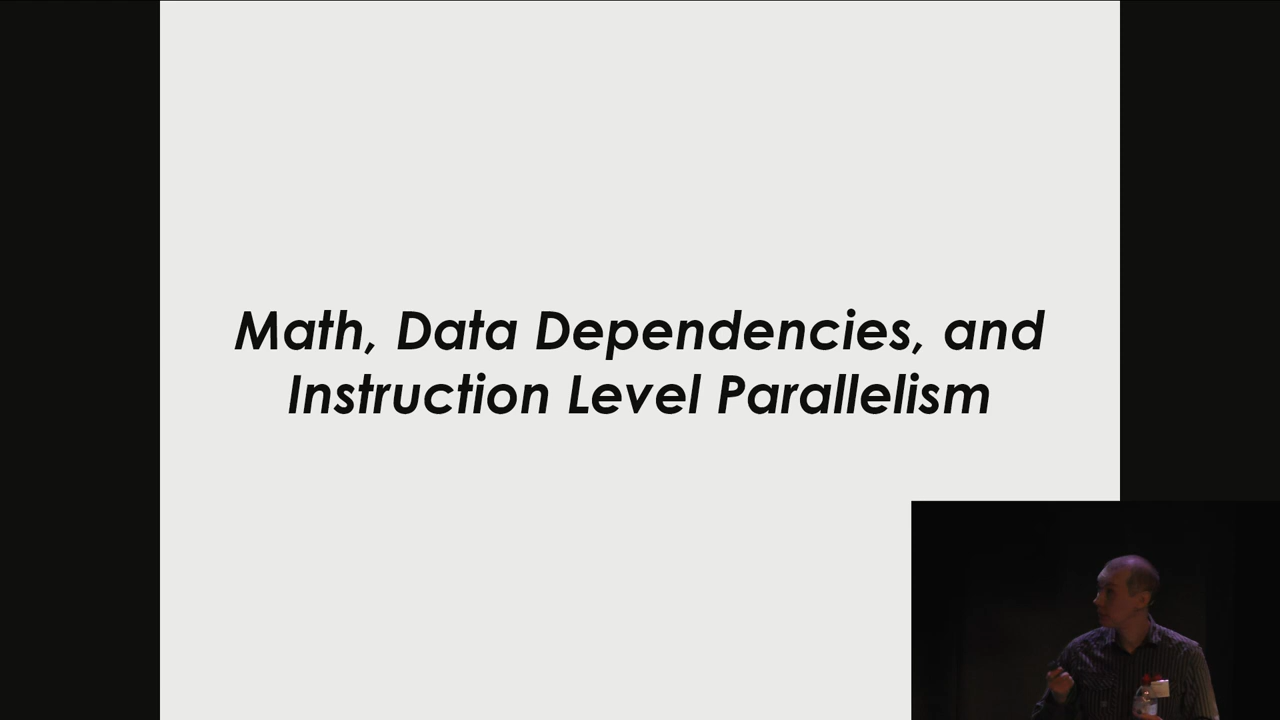 Math, Data Dependencies, and
Instruction Level Parallelism